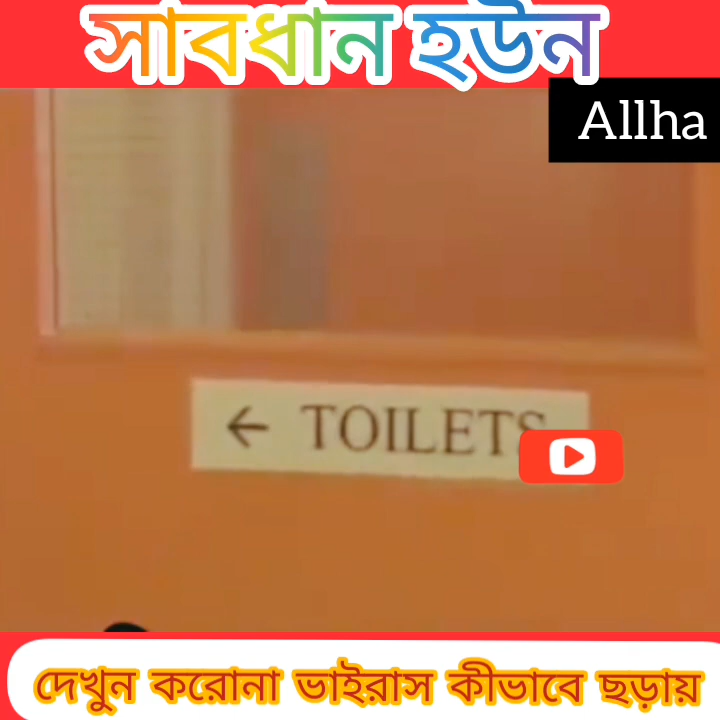 সাবধান হউন
Allha
← TOILETS
দেখুন করোনা ভাইরাস কীভাবে ছড়ায়